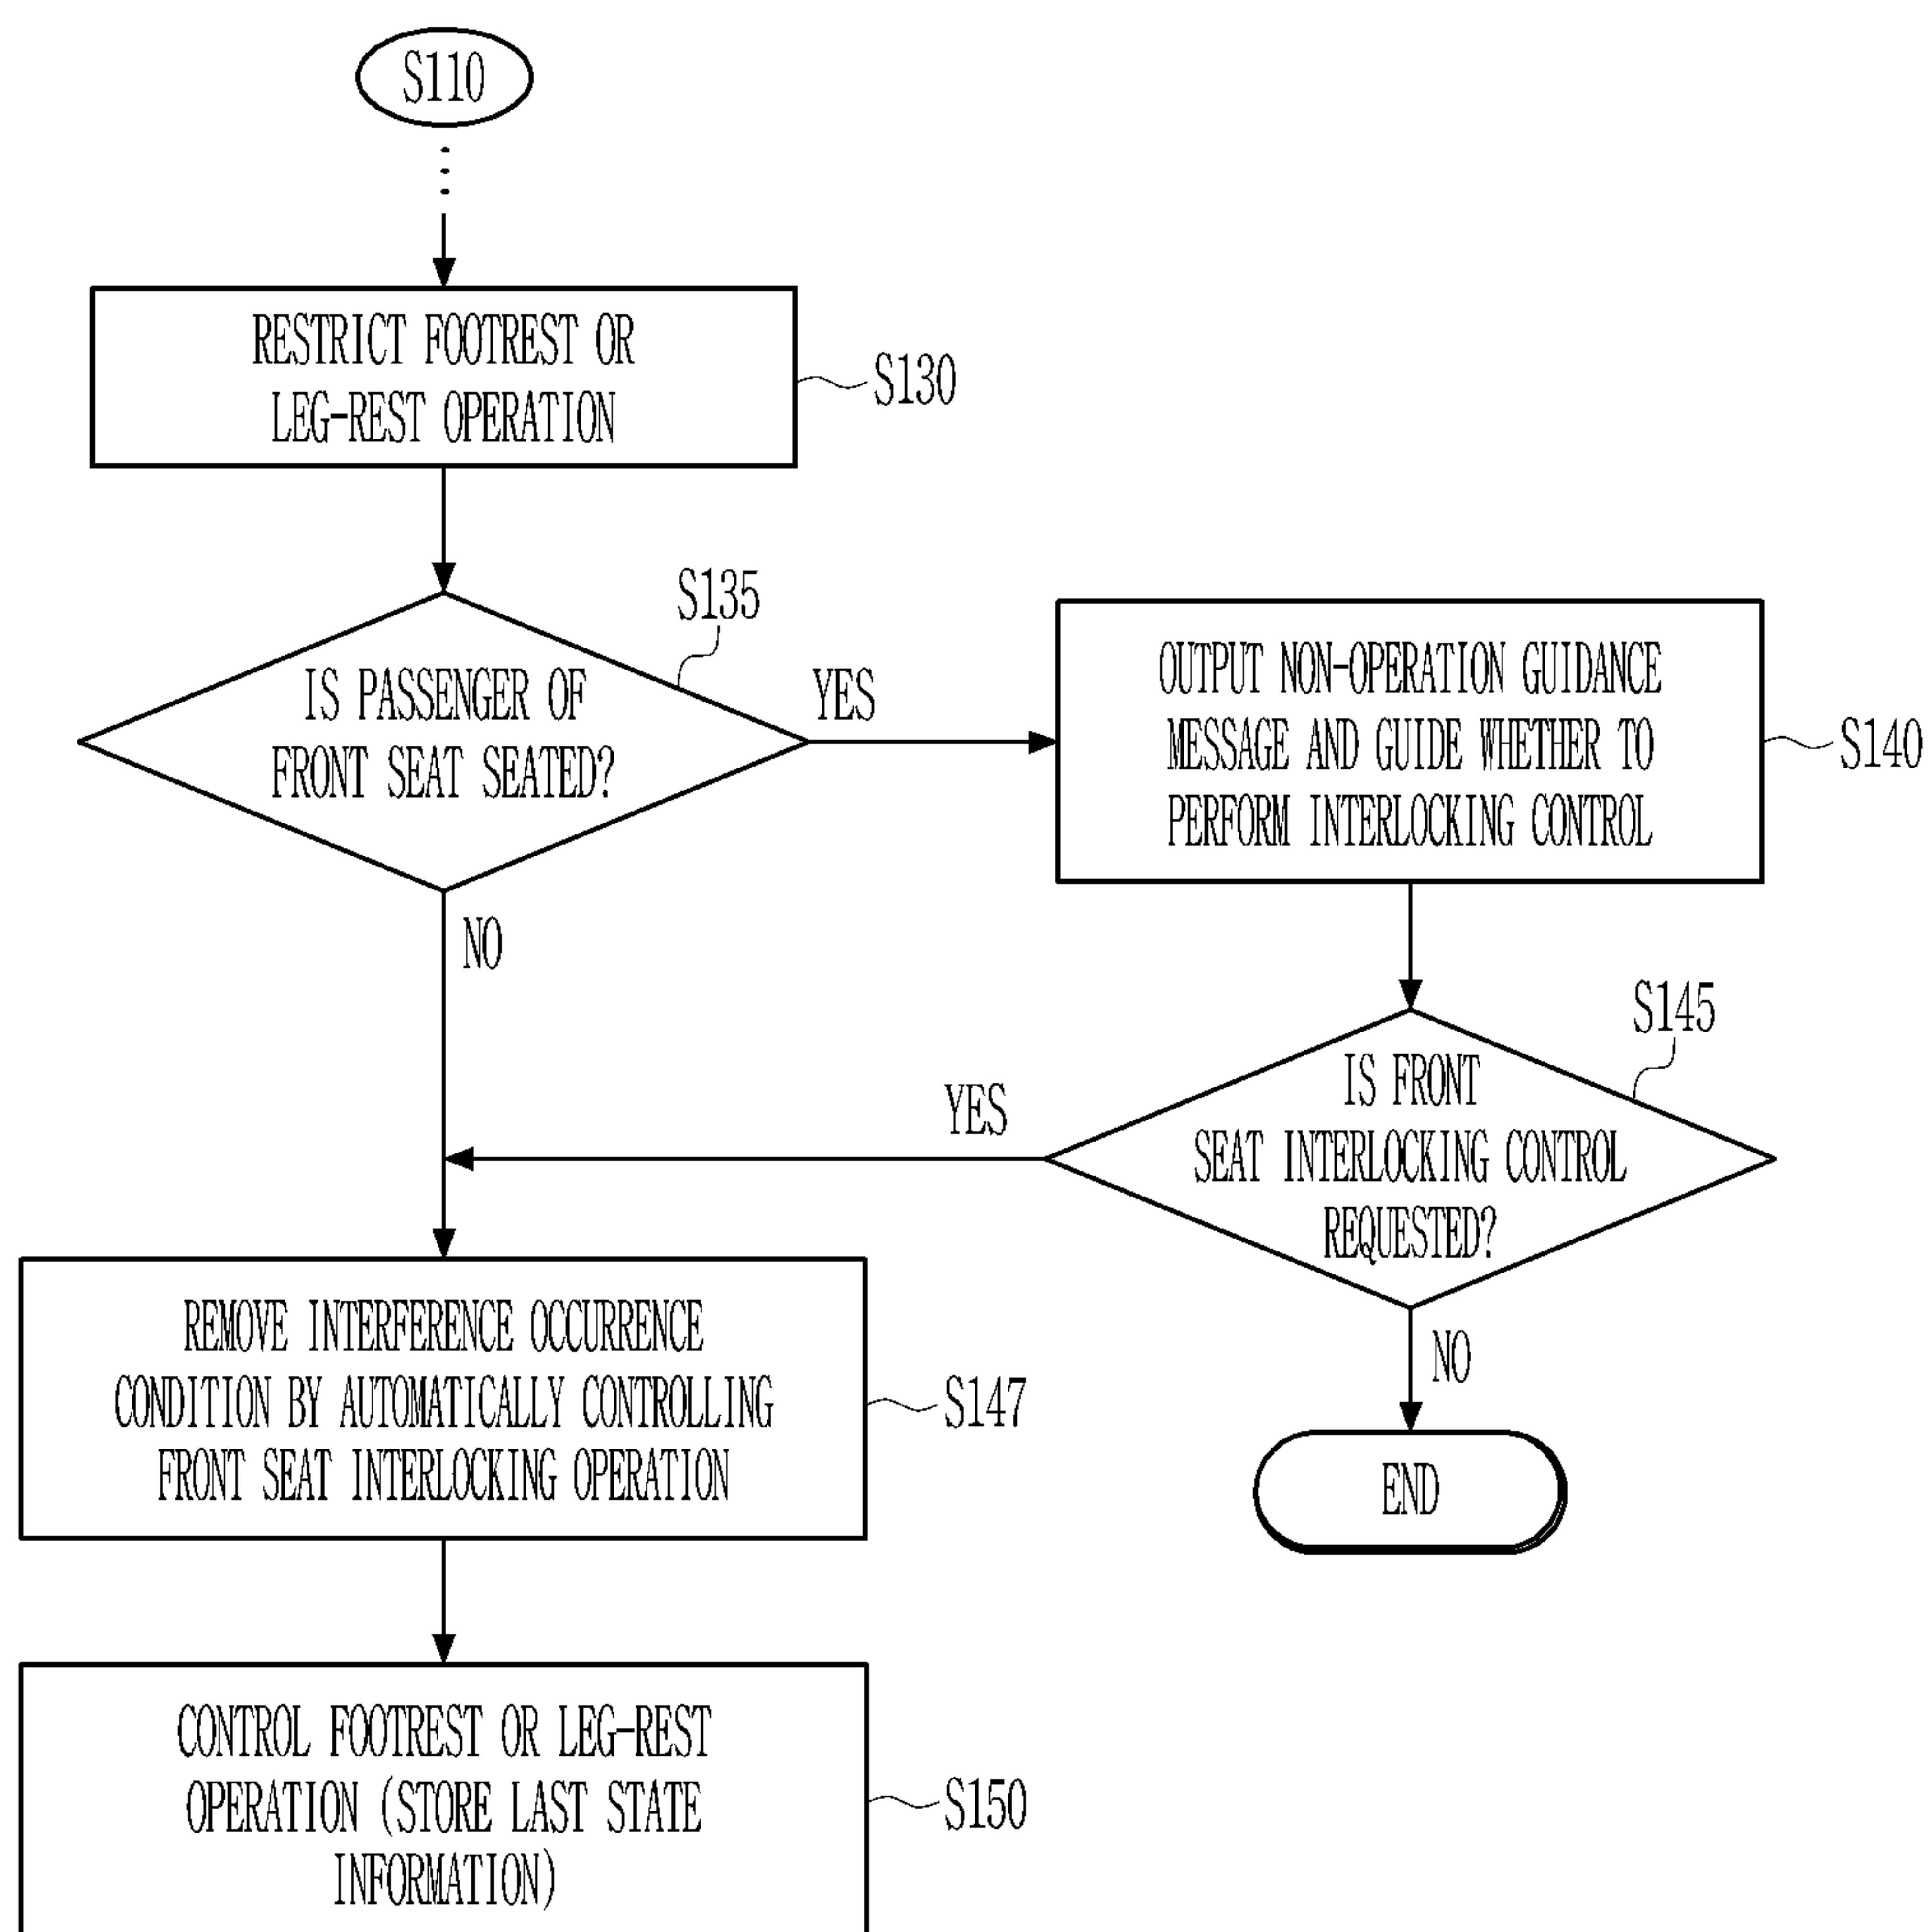 S110
RESTRICT FOOTREST OR
LEG-REST OPERATION
S130
S135
IS PASSENGER OF
FRONT SEAT SEATED?
YES
OUTPUT NON-OPERATION GUIDANCE
MESSAGE AND GUIDE WHETHER TO
PERFORM INTERLOCKING CONTROL
S140
NO
S145
IS FRONT
SEAT INTERLOCKING CONTROL
REQUESTED?
YES
NO
REMOVE INTERFERENCE OCCURRENCE
CONDITION BY AUTOMATICALLY CONTROLLING
FRONT SEAT INTERLOCKING OPERATION
S147
END
CONTROL FOOTREST OR LEG-REST
OPERATION (STORE LAST STATE
INFORMATION)
S150